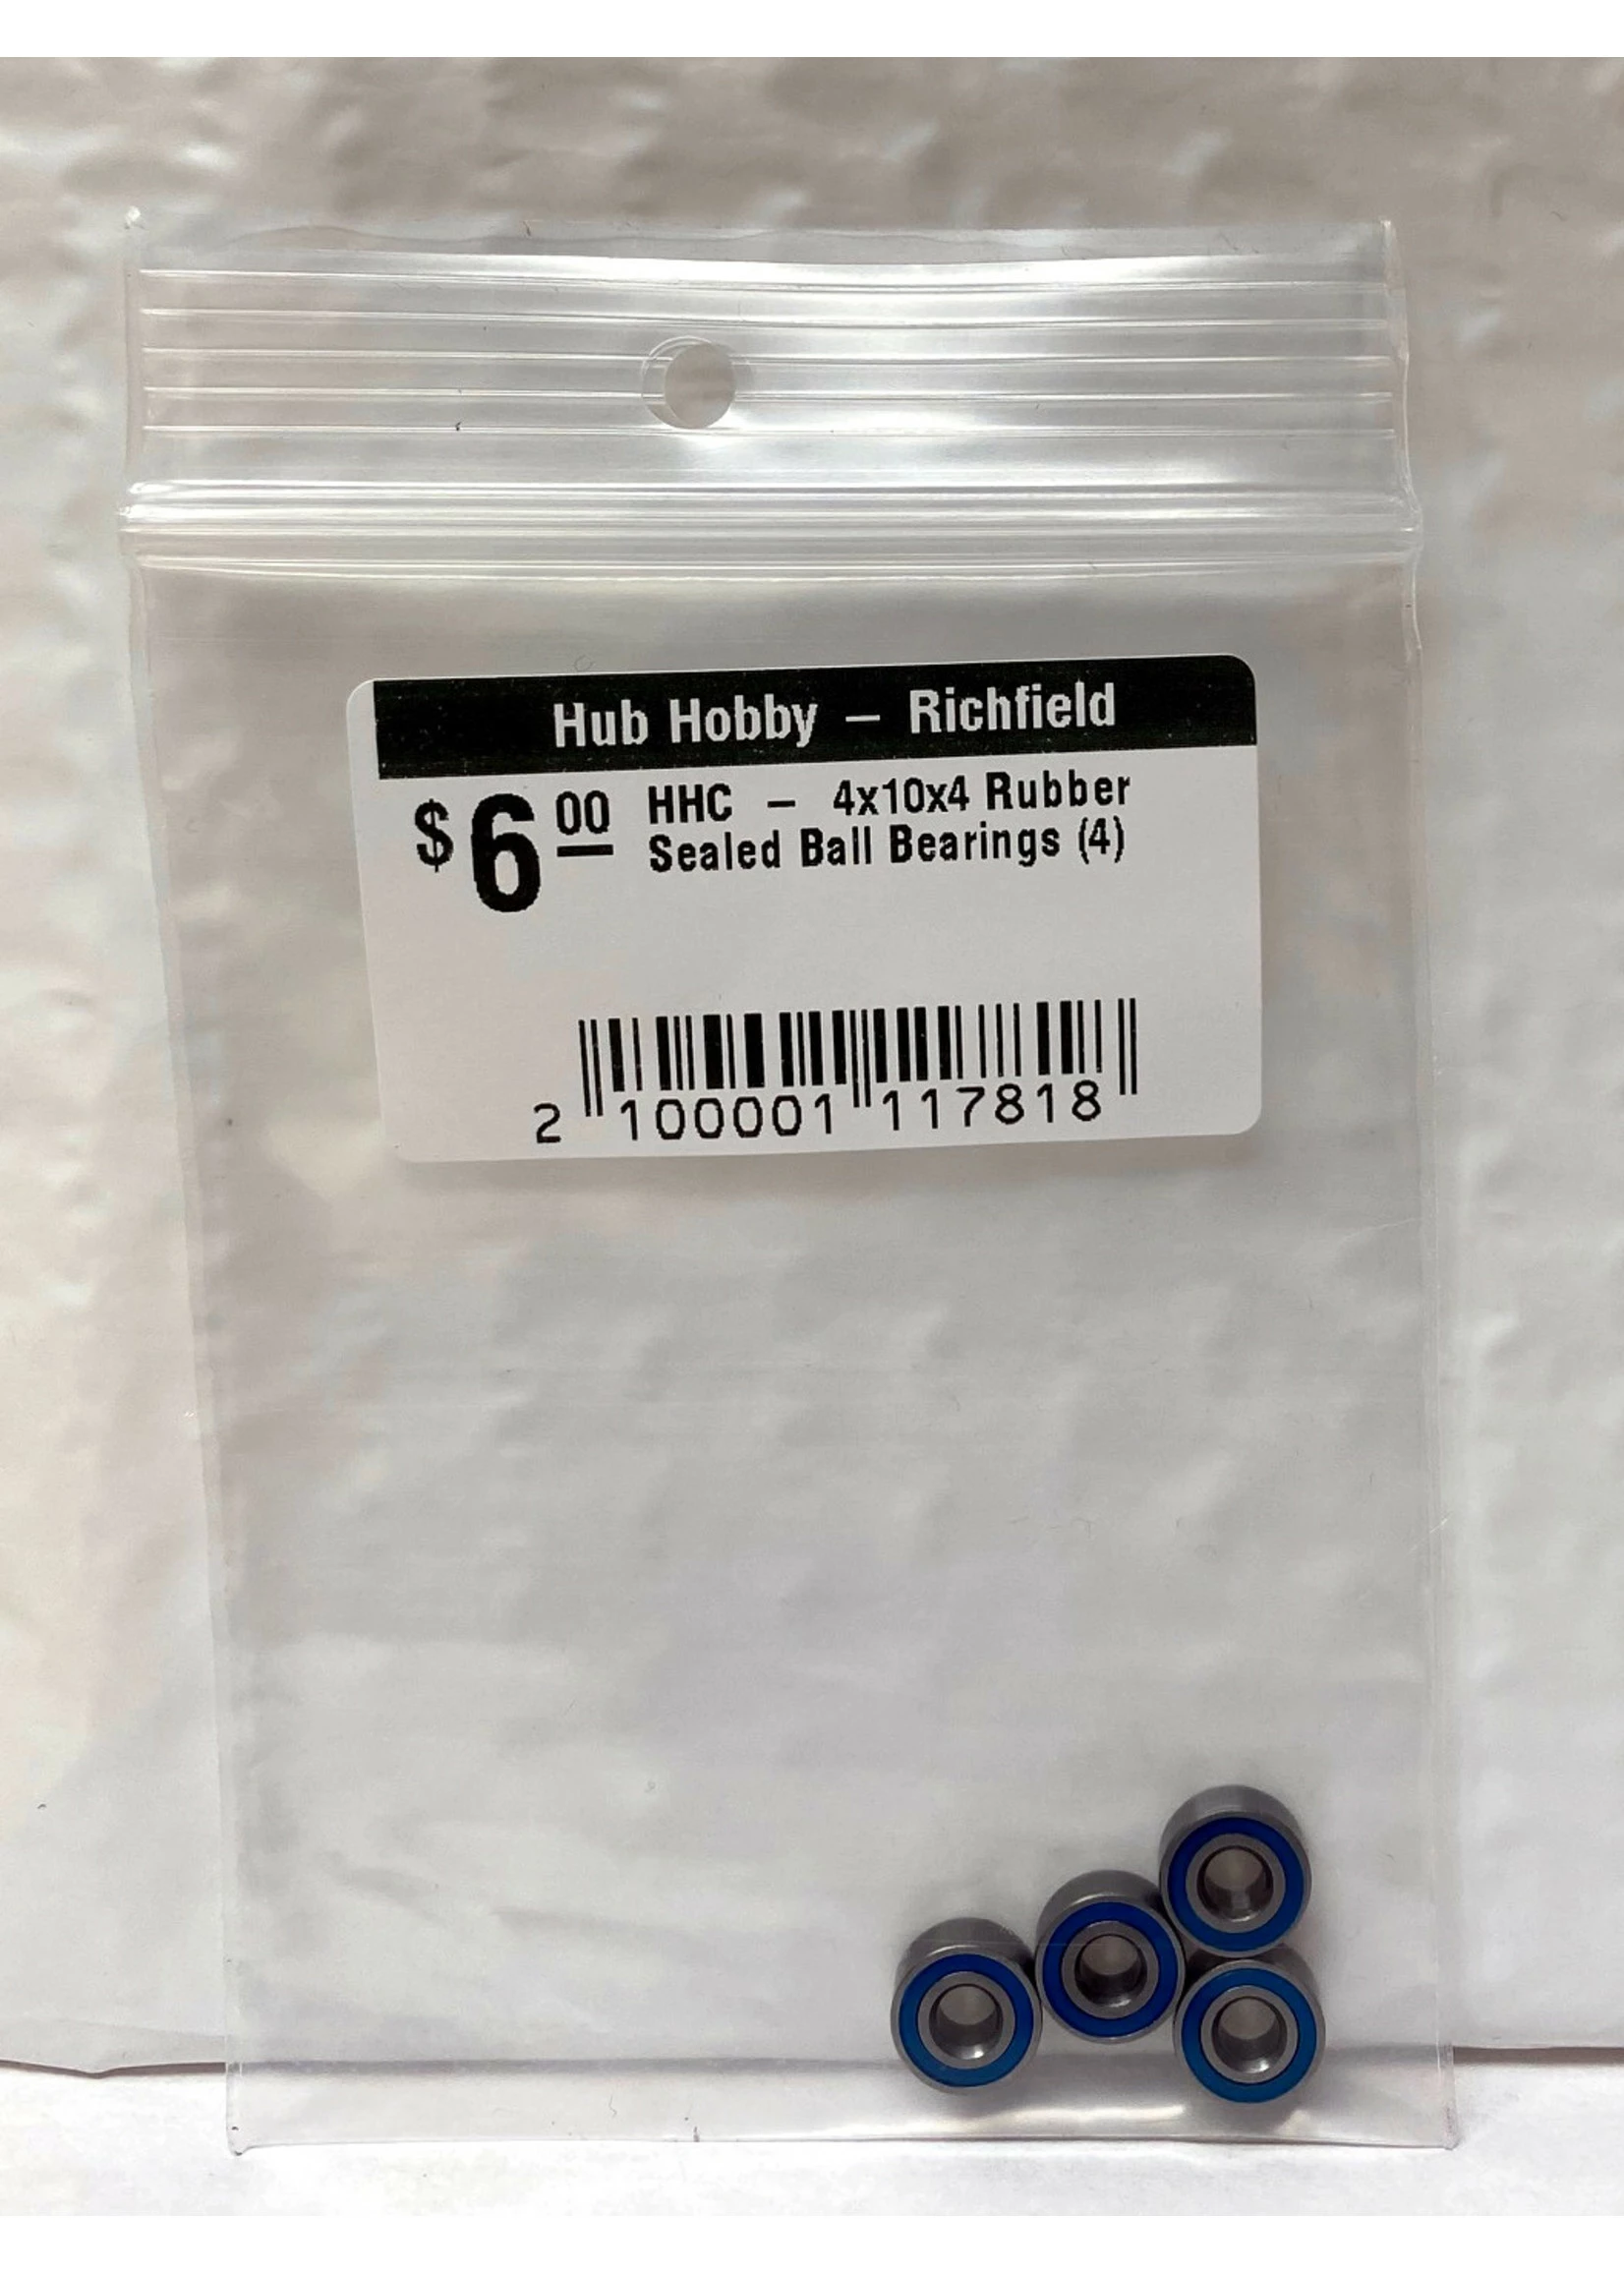 Hub Hobby – Richfield
$6.00 HHC – 4x10x4 Rubber
Sealed Ball Bearings (4)
2 100001 117818